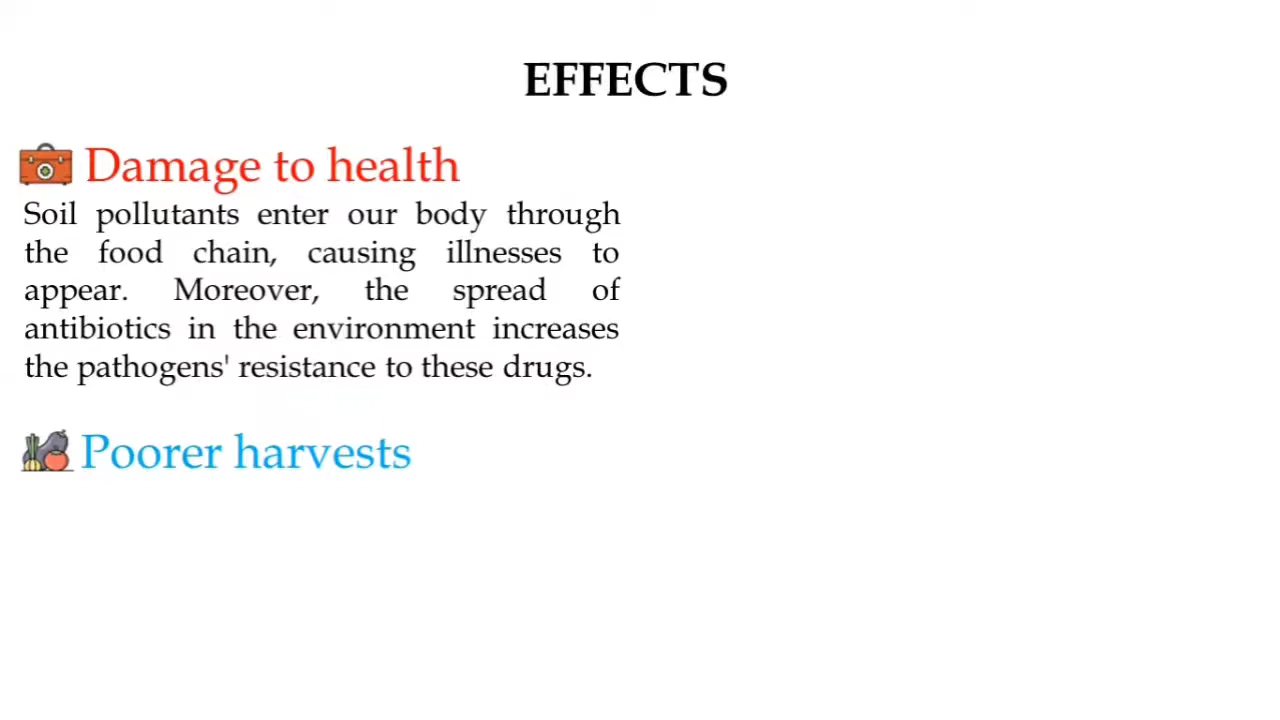 EFFECTS
Damage to health
Soil pollutants enter our body through
the food chain, causing illnesses to
appear. Moreover, the spread of
antibiotics in the environment increases
the pathogens' resistance to these drugs.
Poorer harvests